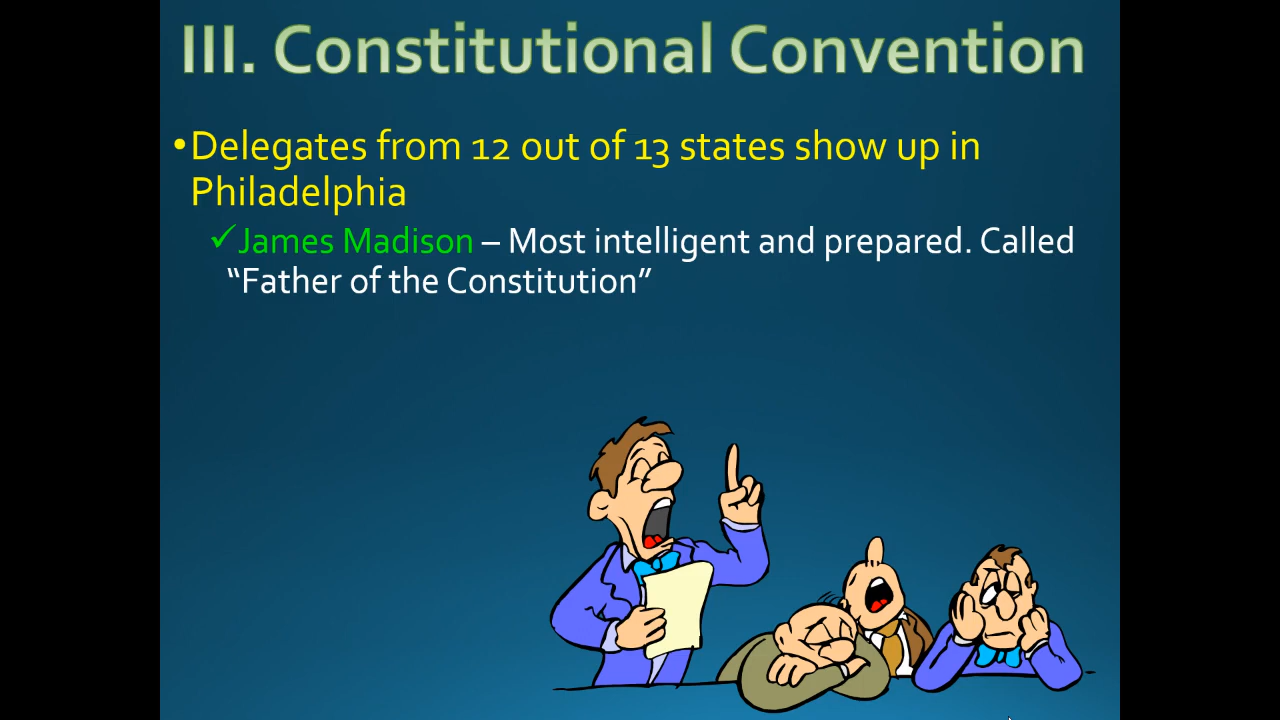 III. Constitutional Convention
•Delegates from 12 out of 13 states show up in
Philadelphia
✓James Madison – Most intelligent and prepared. Called
“Father of the Constitution”